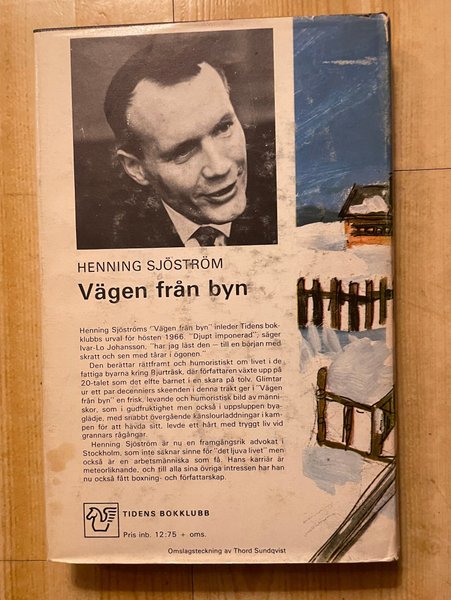 HENNING SJÖSTRÖM
Vägen från byn
Henning Sjöströms "Vägen från byn" inleder Tidens bok-
klubbs urval för hösten 1966. "Djupt imponerad", säger
Ivar-Lo Johansson, "har jag läst den – till en början med
skratt och sen med tårar i ögonen."
Den berättar rättframt och humoristiskt om livet i de
fattiga byarna kring Bjurträsk, där författaren växte upp på
20-talet som det elfte barnet i en skara på tolv. Glimtar
ur ett par decenniers skeenden i denna trakt ger i "Vägen
från byn" en frisk, levande och humoristisk bild av männi-
skor, som i gudfruktighet men också i uppsluppen bya-
glädje, med snabbt övergående känslourladdningar i kam-
pen för att hävda sitt, levde ett hårt med tryggt liv vid
grannars rågångar.
Henning Sjöström är nu en framgångsrik advokat i
Stockholm, som inte säknar sinne för "det ljuva livet" men
också är en arbetsmänniska som få. Hans karriär är
meteorliknande, och till alla sina övriga intressen har han
nu också fått boxning- och författarskap.
TIDENS BOKKLUBB
Pris inb. 12:75 + oms.
Omslagsteckning av Thord Sundqvist